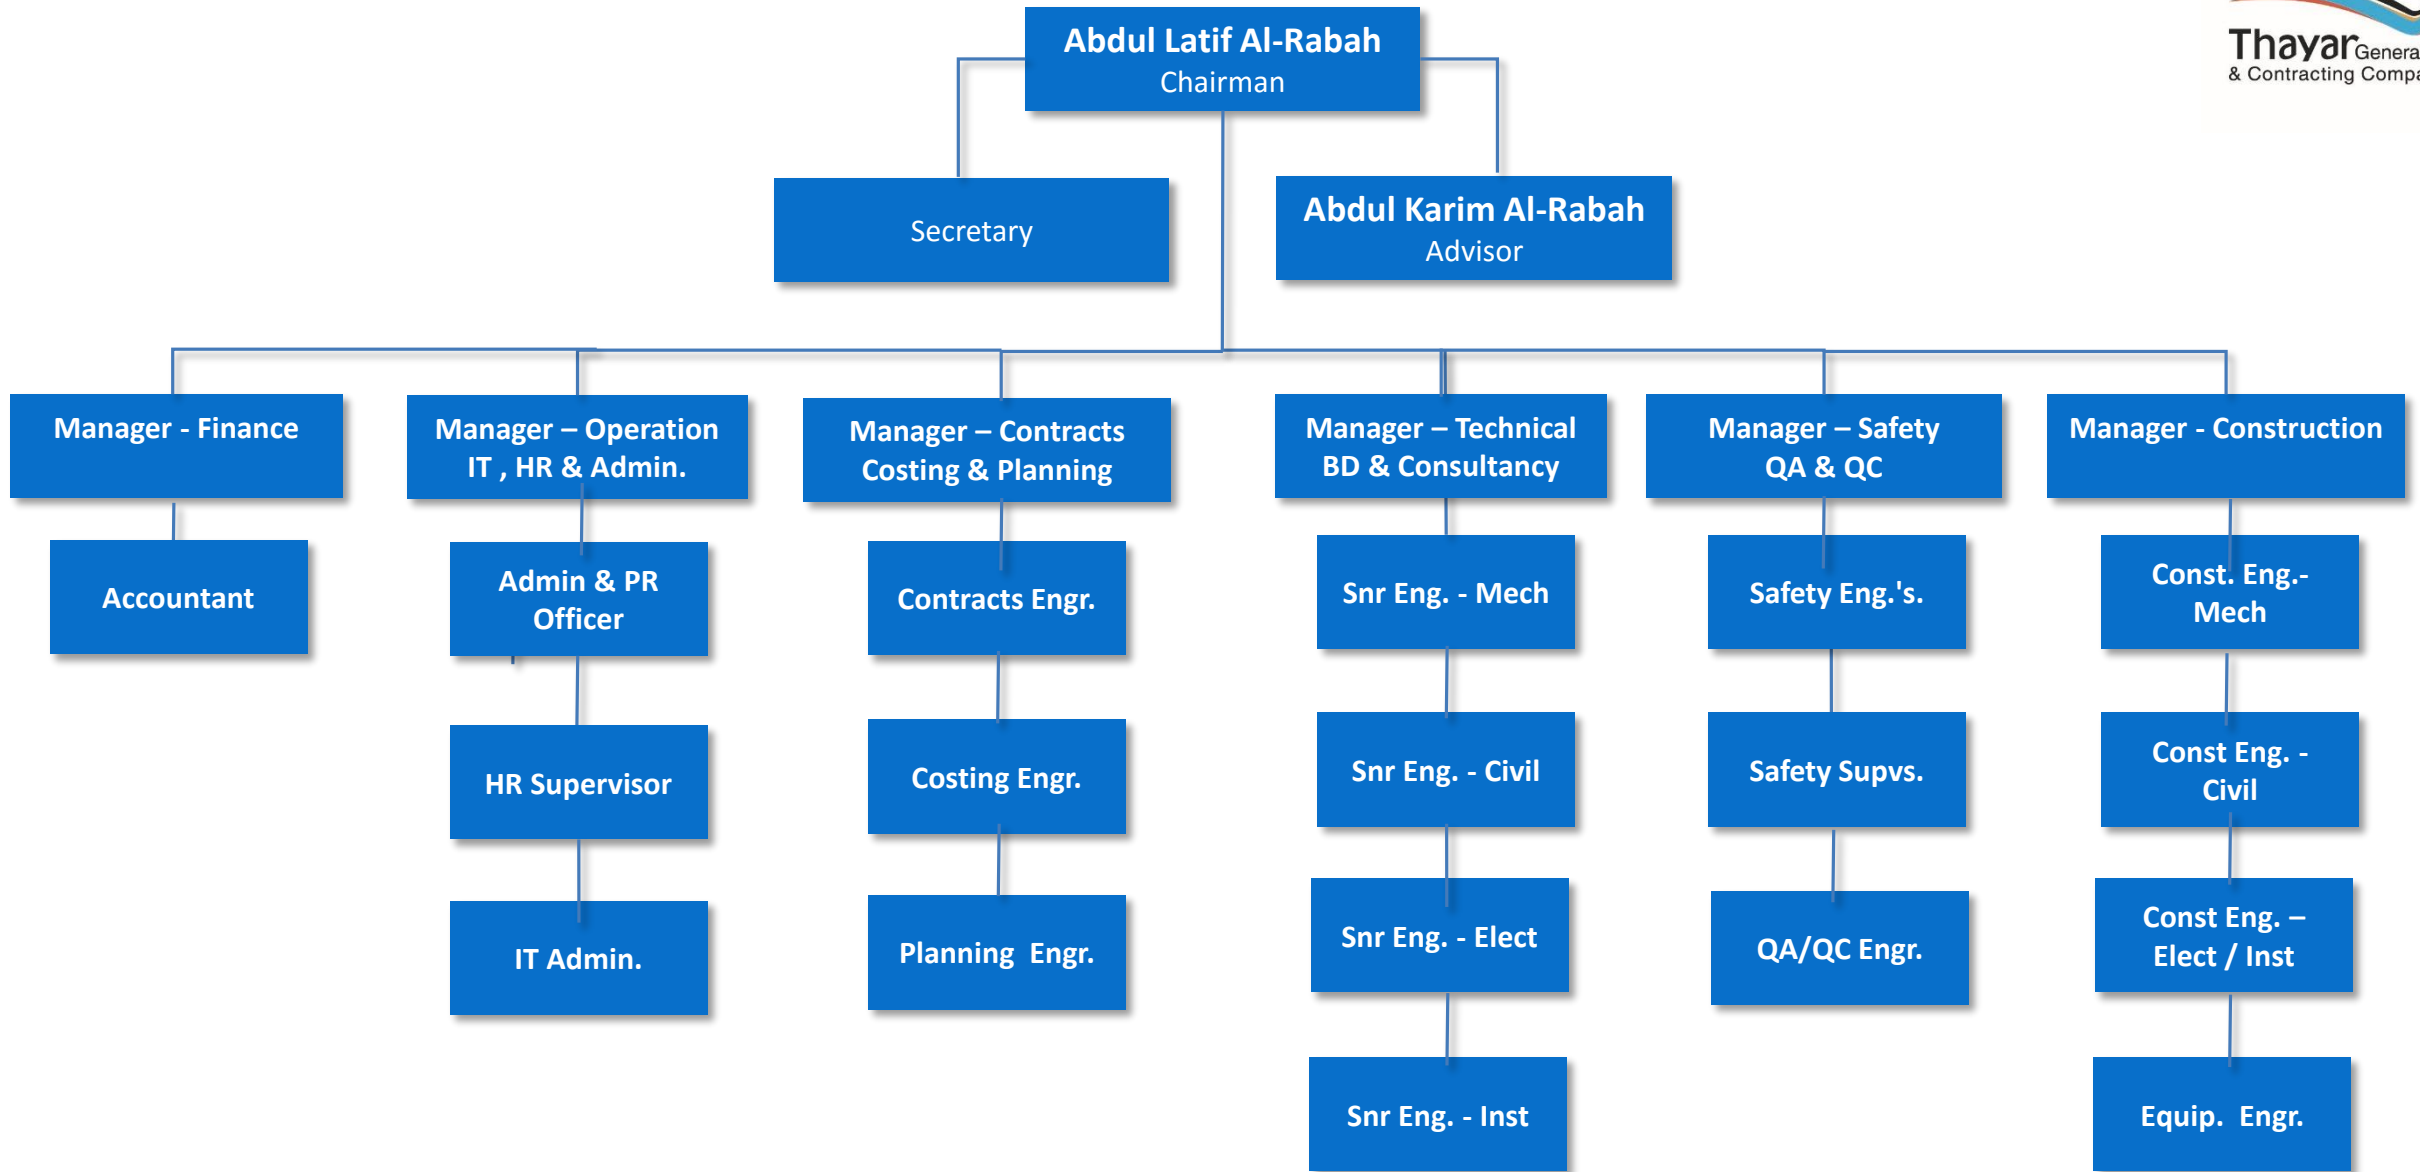 Abdul Latif Al-Rabah
Chairman
Thayar Genera
& Contracting Compa
Secretary
Abdul Karim Al-Rabah
Advisor
Manager - Finance
Manager – Operation
IT , HR & Admin.
Manager – Contracts
Costing & Planning
Manager – Technical
BD & Consultancy
Manager – Safety
QA & QC
Manager - Construction
Accountant
Admin & PR
Officer
Contracts Engr.
Snr Eng. - Mech
Safety Eng.'s.
Const. Eng.-
Mech
HR Supervisor
Costing Engr.
Snr Eng. - Civil
Safety Supvs.
Const Eng. -
Civil
IT Admin.
Planning  Engr.
Snr Eng. - Elect
QA/QC Engr.
Const Eng. –
Elect / Inst
Snr Eng. - Inst
Equip.  Engr.